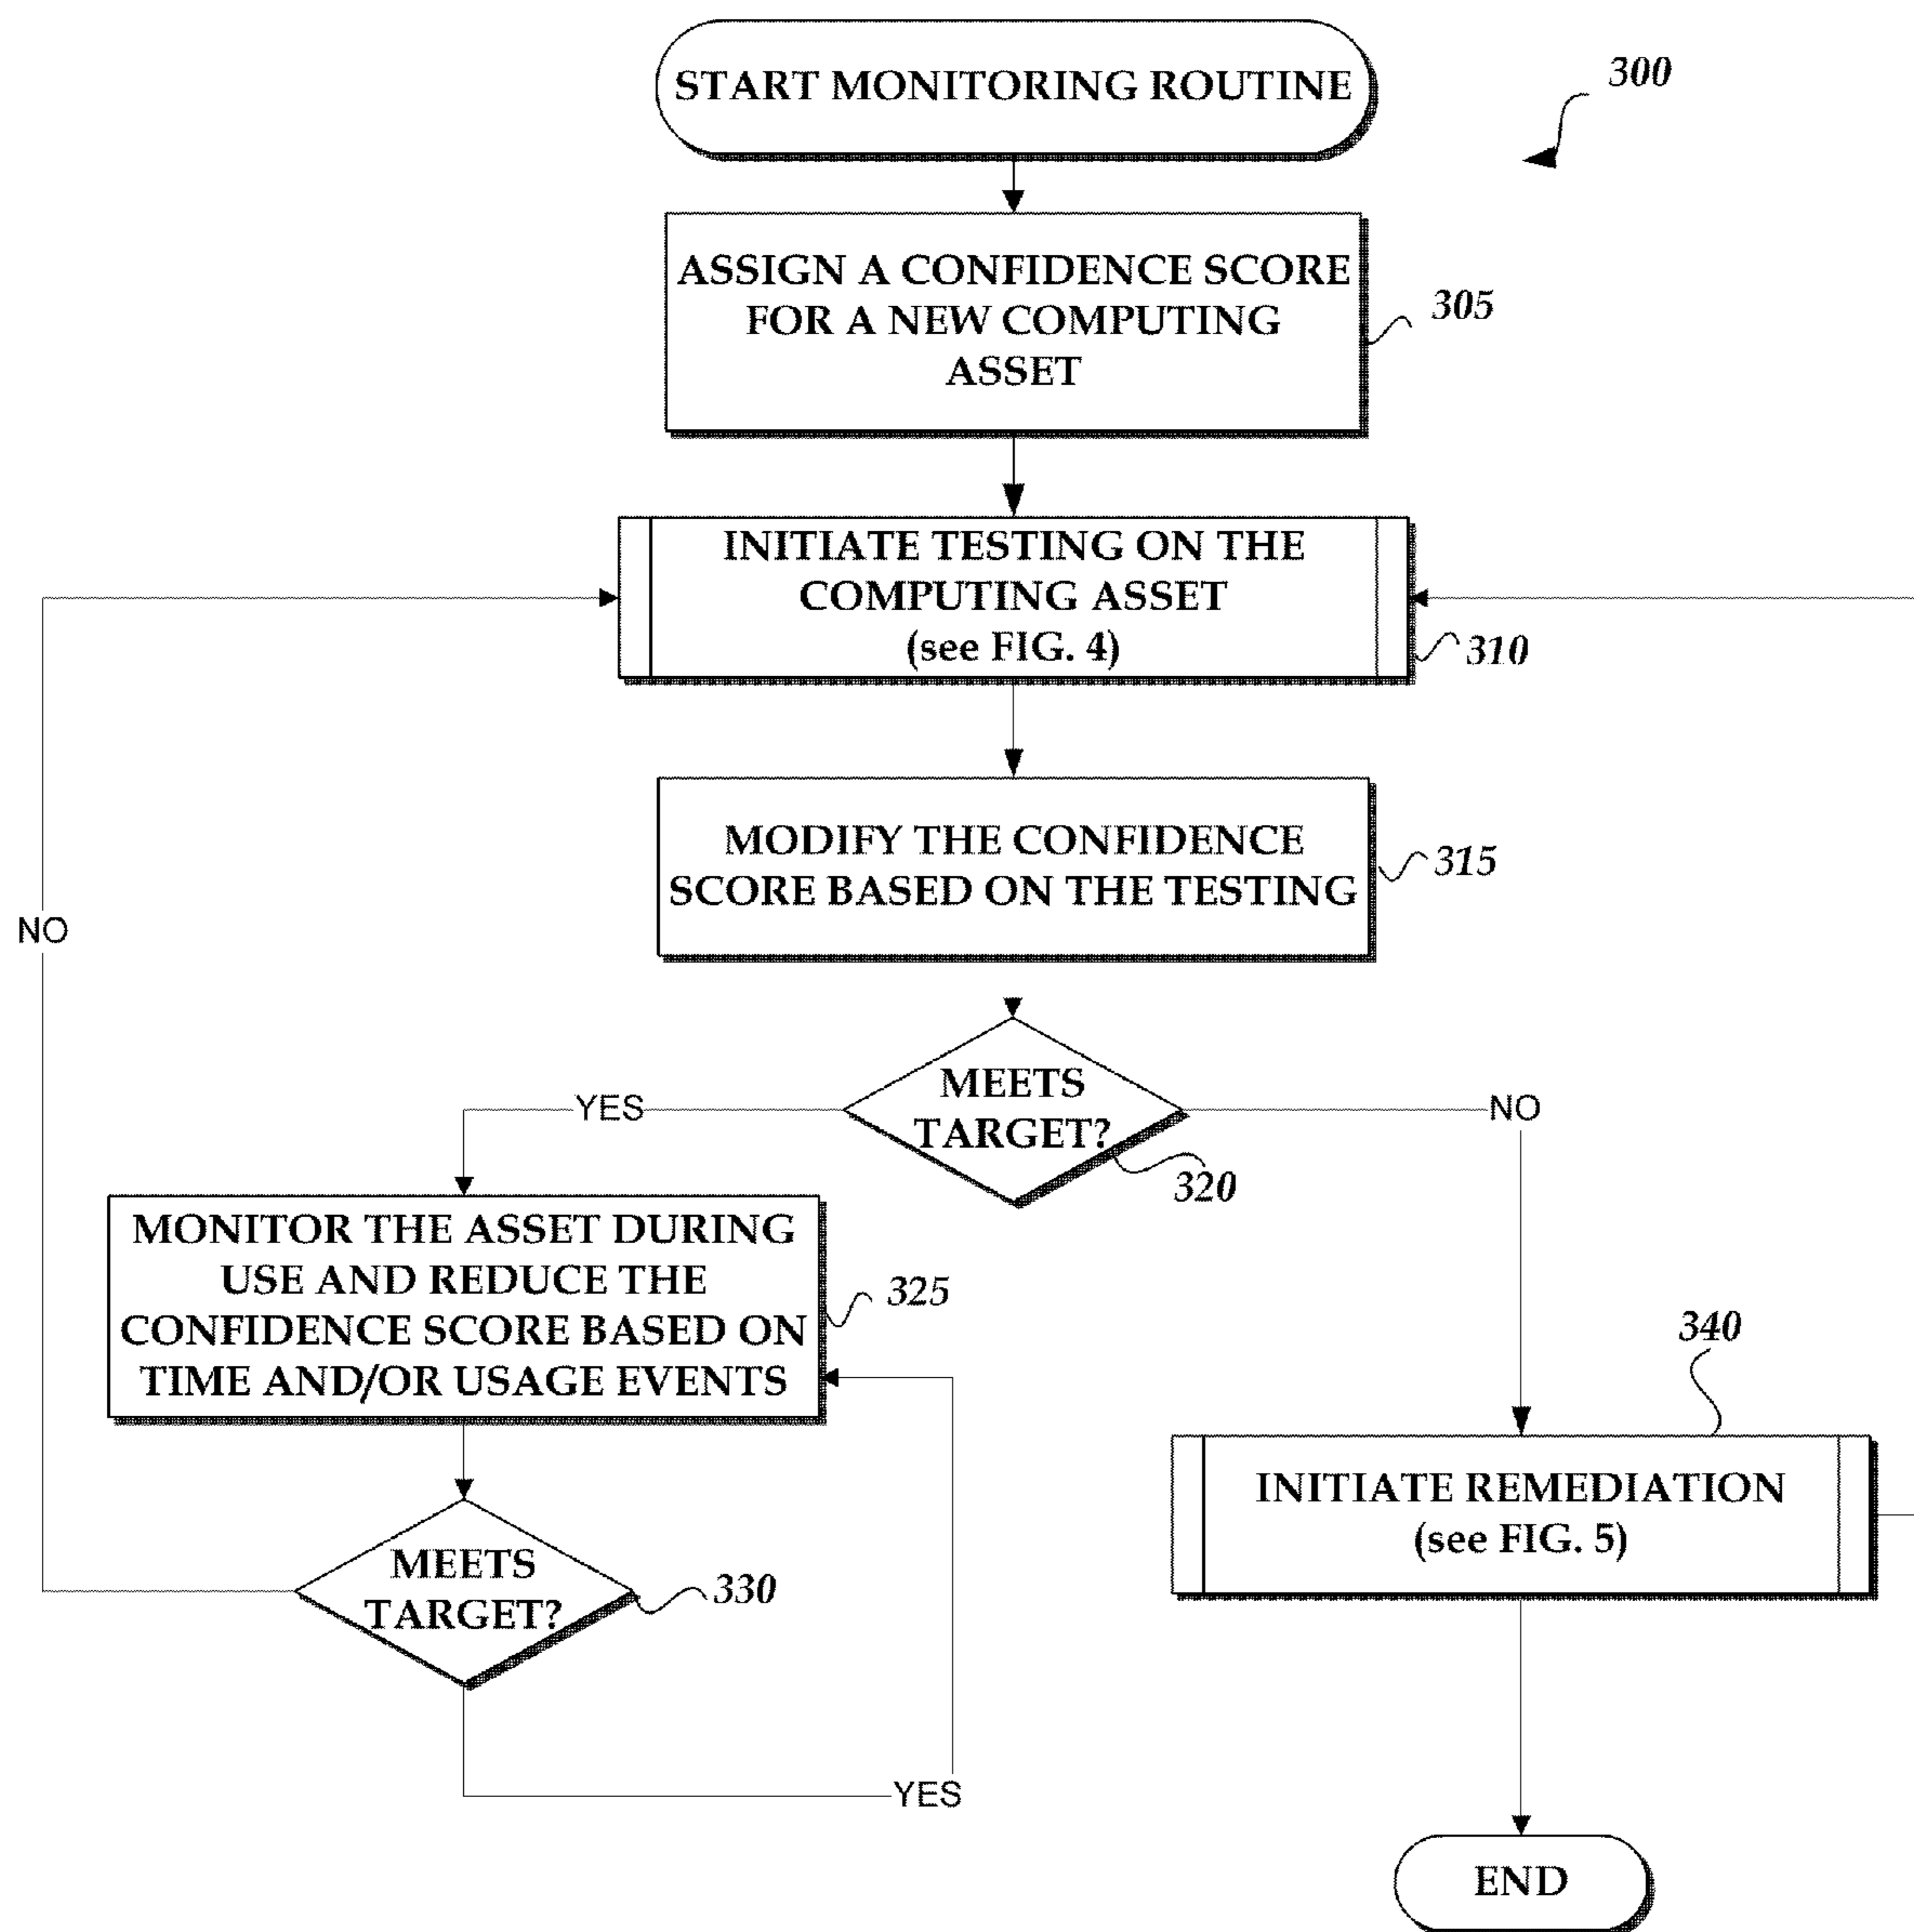 START MONITORING ROUTINE
300
ASSIGN A CONFIDENCE SCORE
FOR A NEW COMPUTING
ASSET
305
INITIATE TESTING ON THE
COMPUTING ASSET
(see FIG. 4)
310
MODIFY THE CONFIDENCE
SCORE BASED ON THE TESTING
315
NO
MEETS
TARGET?
320
YES
NO
MONITOR THE ASSET DURING
USE AND REDUCE THE
CONFIDENCE SCORE BASED ON
TIME AND/OR USAGE EVENTS
325
340
INITIATE REMEDIATION
(see FIG. 5)
MEETS
TARGET?
330
YES
END